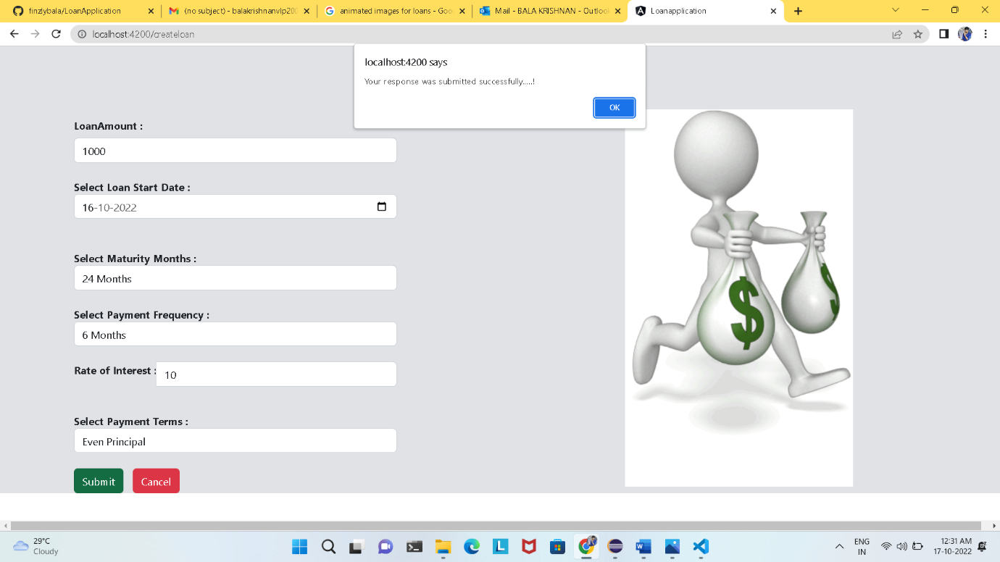 finzlybala/LoanApplication
(no subject) - balakrishnanvlp200
animated images for loans - Goo
Mail - BALA KRISHNAN - Outlook
Loanapplication
localhost:4200/createloan
localhost:4200 says
Your response was submitted successfully.....!
OK
LoanAmount :
1000
Select Loan Start Date :
16-10-2022
Select Maturity Months :
24 Months
Select Payment Frequency :
6 Months
Rate of Interest :
10
Select Payment Terms :
Even Principal
Submit
Cancel
$
$
29°C
Cloudy
L
ENG
IN
12:31 AM
17-10-2022